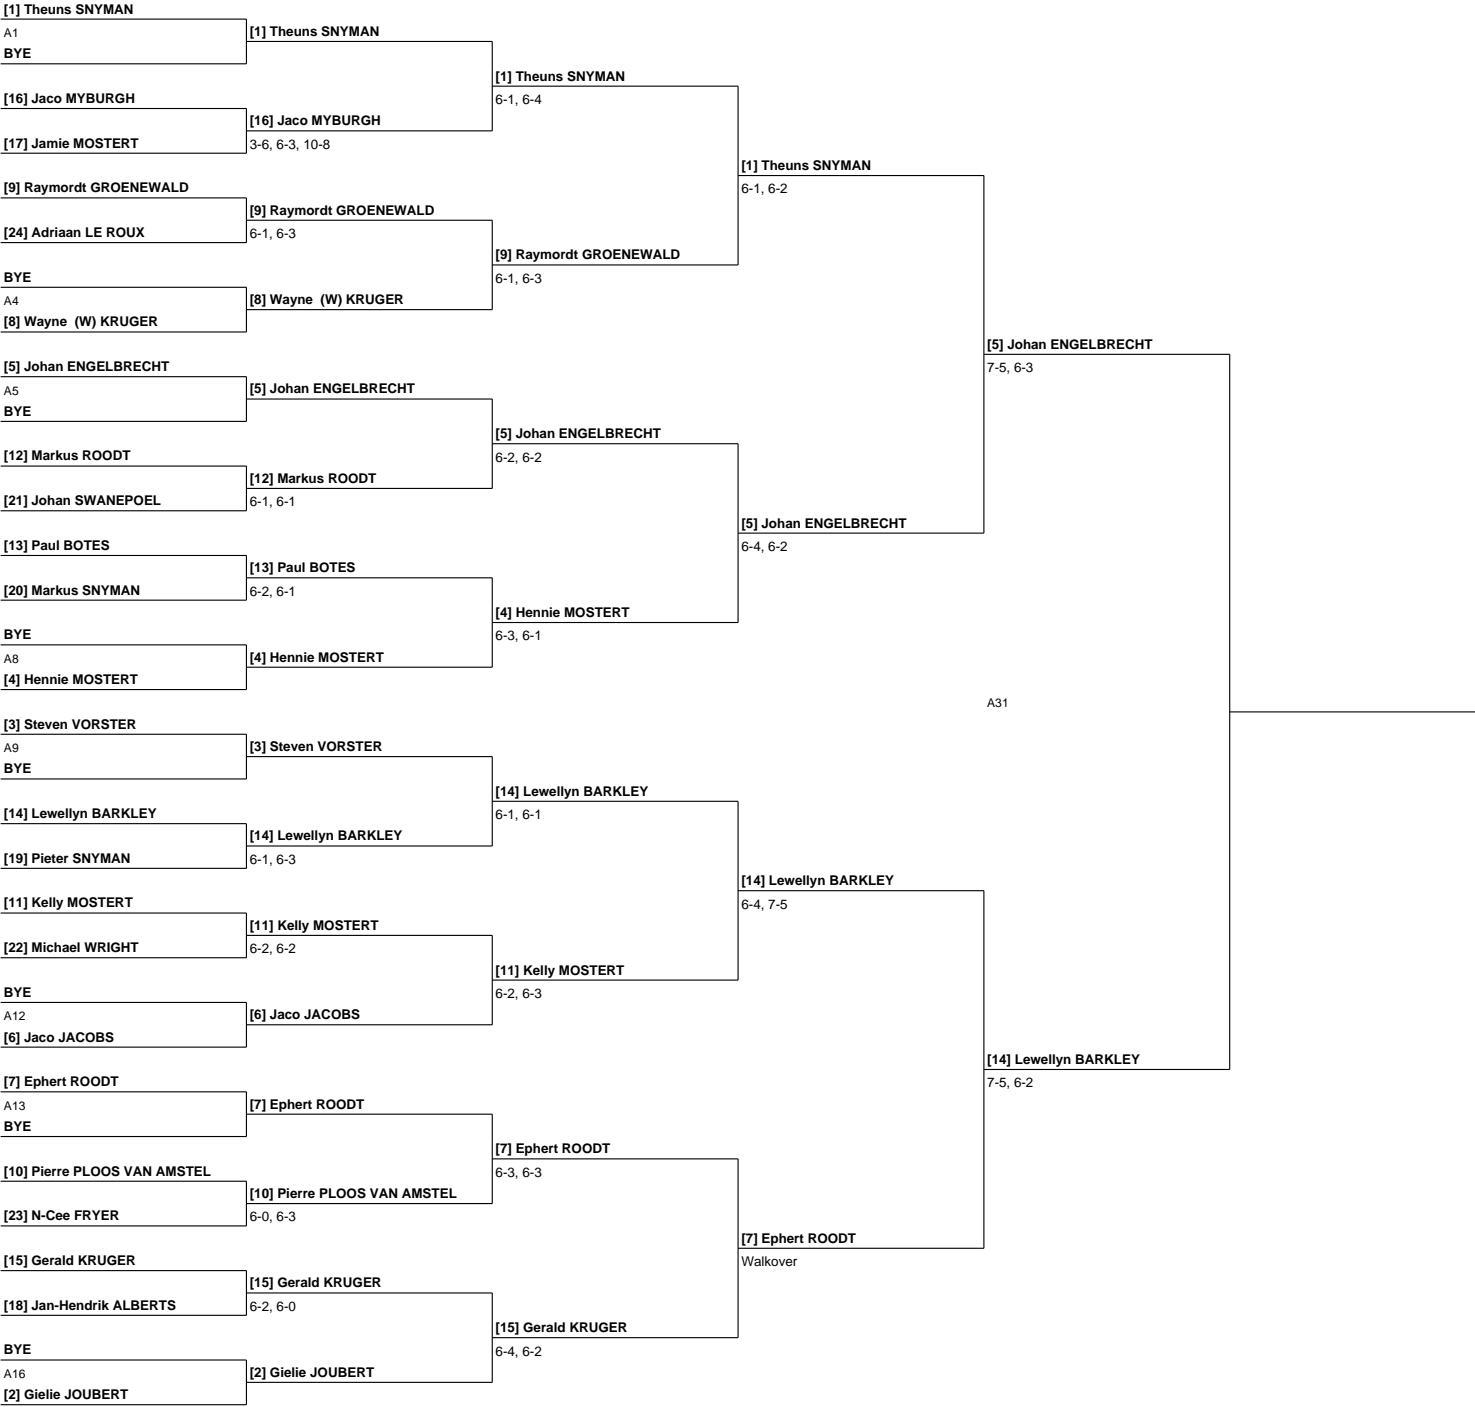 [1] Theuns SNYMAN
A1
BYE
[16] Jaco MYBURGH
[17] Jamie MOSTERT
[9] Raymordt GROENEWALD
[24] Adriaan LE ROUX
BYE
A4
[8] Wayne  (W) KRUGER
[5] Johan ENGELBRECHT
A5
BYE
[12] Markus ROODT
[21] Johan SWANEPOEL
[13] Paul BOTES
[20] Markus SNYMAN
BYE
A8
[4] Hennie MOSTERT
[3] Steven VORSTER
A9
BYE
[14] Lewellyn BARKLEY
[19] Pieter SNYMAN
[11] Kelly MOSTERT
[22] Michael WRIGHT
BYE
A12
[6] Jaco JACOBS
[7] Ephert ROODT
A13
BYE
[10] Pierre PLOOS VAN AMSTEL
[23] N-Cee FRYER
[15] Gerald KRUGER
[18] Jan-Hendrik ALBERTS
BYE
A16
[2] Gielie JOUBERT
[1] Theuns SNYMAN
[16] Jaco MYBURGH
3-6, 6-3, 10-8
[9] Raymordt GROENEWALD
6-1, 6-3
[8] Wayne  (W) KRUGER
[5] Johan ENGELBRECHT
[12] Markus ROODT
6-1, 6-1
[13] Paul BOTES
6-2, 6-1
[4] Hennie MOSTERT
[3] Steven VORSTER
[14] Lewellyn BARKLEY
6-1, 6-3
[11] Kelly MOSTERT
6-2, 6-2
[6] Jaco JACOBS
[7] Ephert ROODT
[10] Pierre PLOOS VAN AMSTEL
6-0, 6-3
[15] Gerald KRUGER
6-2, 6-0
[2] Gielie JOUBERT
[1] Theuns SNYMAN
6-1, 6-4
[9] Raymordt GROENEWALD
6-1, 6-3
[5] Johan ENGELBRECHT
6-2, 6-2
[4] Hennie MOSTERT
6-3, 6-1
[14] Lewellyn BARKLEY
6-1, 6-1
[11] Kelly MOSTERT
6-2, 6-3
[7] Ephert ROODT
6-3, 6-3
[15] Gerald KRUGER
6-4, 6-2
[1] Theuns SNYMAN
6-1, 6-2
[5] Johan ENGELBRECHT
6-4, 6-2
[14] Lewellyn BARKLEY
6-4, 7-5
[7] Ephert ROODT
Walkover
[5] Johan ENGELBRECHT
7-5, 6-3
A31
[14] Lewellyn BARKLEY
7-5, 6-2